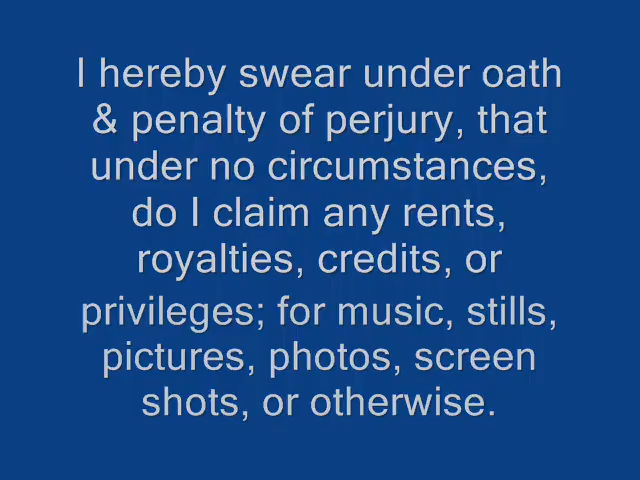 I hereby swear under oath
& penalty of perjury, that
under no circumstances,
do I claim any rents,
royalties, credits, or
privileges; for music, stills,
pictures, photos, screen
shots, or otherwise.